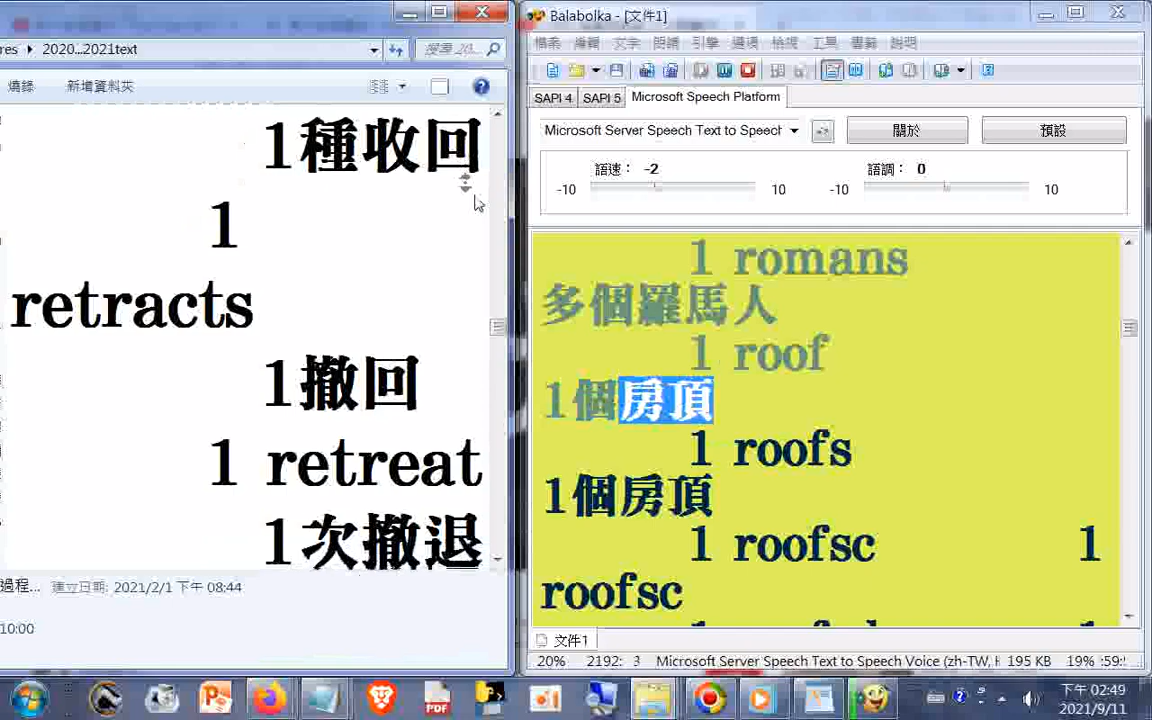 res ▸ 2020...2021text
搜尋 20...
燒錄 新增資料夾
1種收回
1
retracts
1撤回
1 retreat
1次撤退
過程... 建立日期: 2021/2/1 下午 08:44
10:00
Balabolka - [文件1]
檔案 編輯 文字 朗讀 引擎 選項 檢視 工具 書籤 說明
SAPI 4 SAPI 5 Microsoft Speech Platform
Microsoft Server Speech Text to Speech
關於 預設
語速： -2 語調： 0
-10 10 -10 10
1 romans
多個羅馬人
1 roof
1個房頂
1 roofs
1個房頂
1 roofsc 1
roofsc
文件1
20% 2192: 3 Microsoft Server Speech Text to Speech Voice (zh-TW, 195 KB 19%
下午 02:49
2021/9/11